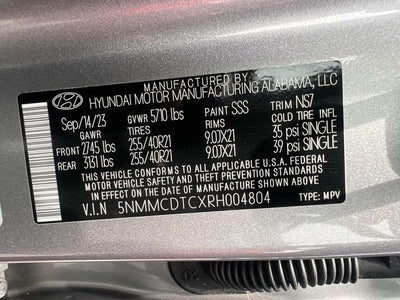 MANUFACTURED BY
HYUNDAI MOTOR MANUFACTURING ALABAMA, LLC
Sep/14/23 GVWR 5710 lbs PAINT SSS TRIM NS7
GAWR TIRES RIMS COLD TIRE INFL
FRONT 2745 lbs 255/40R21 9.0JX21 35 psi SINGLE
REAR 3131 lbs 255/40R21 9.0JX21 39 psi SINGLE
THIS VEHICLE CONFORMS TO ALL APPLICABLE U.S.A. FEDERAL
MOTOR VEHICLE SAFETY AND BUMPER STANDARDS
IN EFFECT ON THE DATE OF MANUFACTURE SHOWN ABOVE.
V.I.N 5NMMCDTCXRH004804 TYPE: MPV